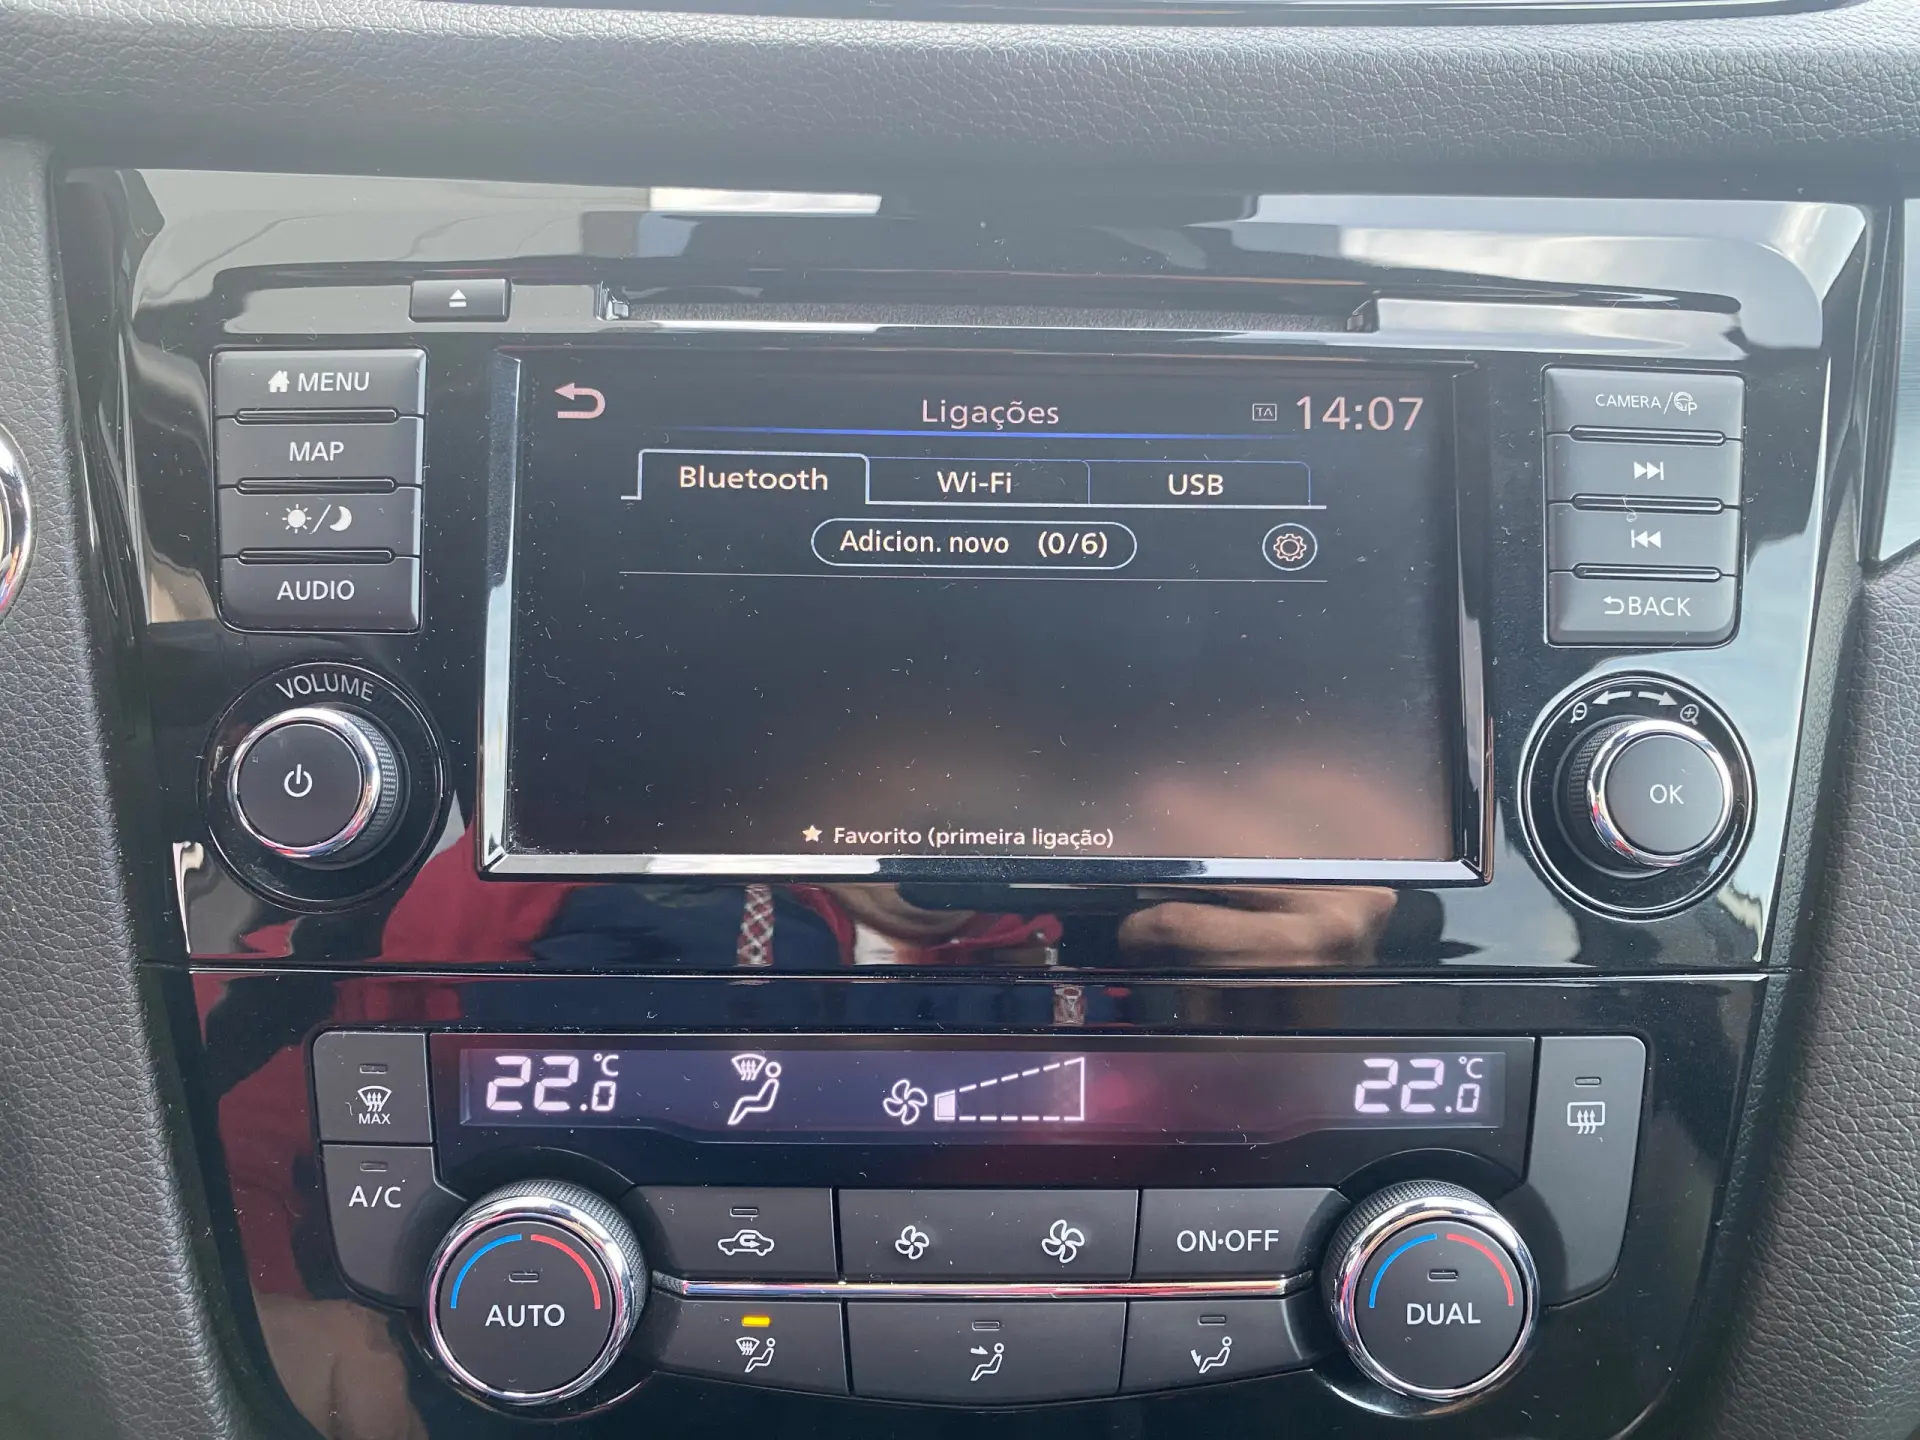 MENU
MAP
AUDIO
VOLUME
Ligações
TA
14:07
Bluetooth
Wi-Fi
USB
Adicion. novo (0/6)
Favorito (primeira ligação)
CAMERA/
BACK
OK
22.0 °C
22.0 °C
MAX
A/C
AUTO
ON·OFF
DUAL